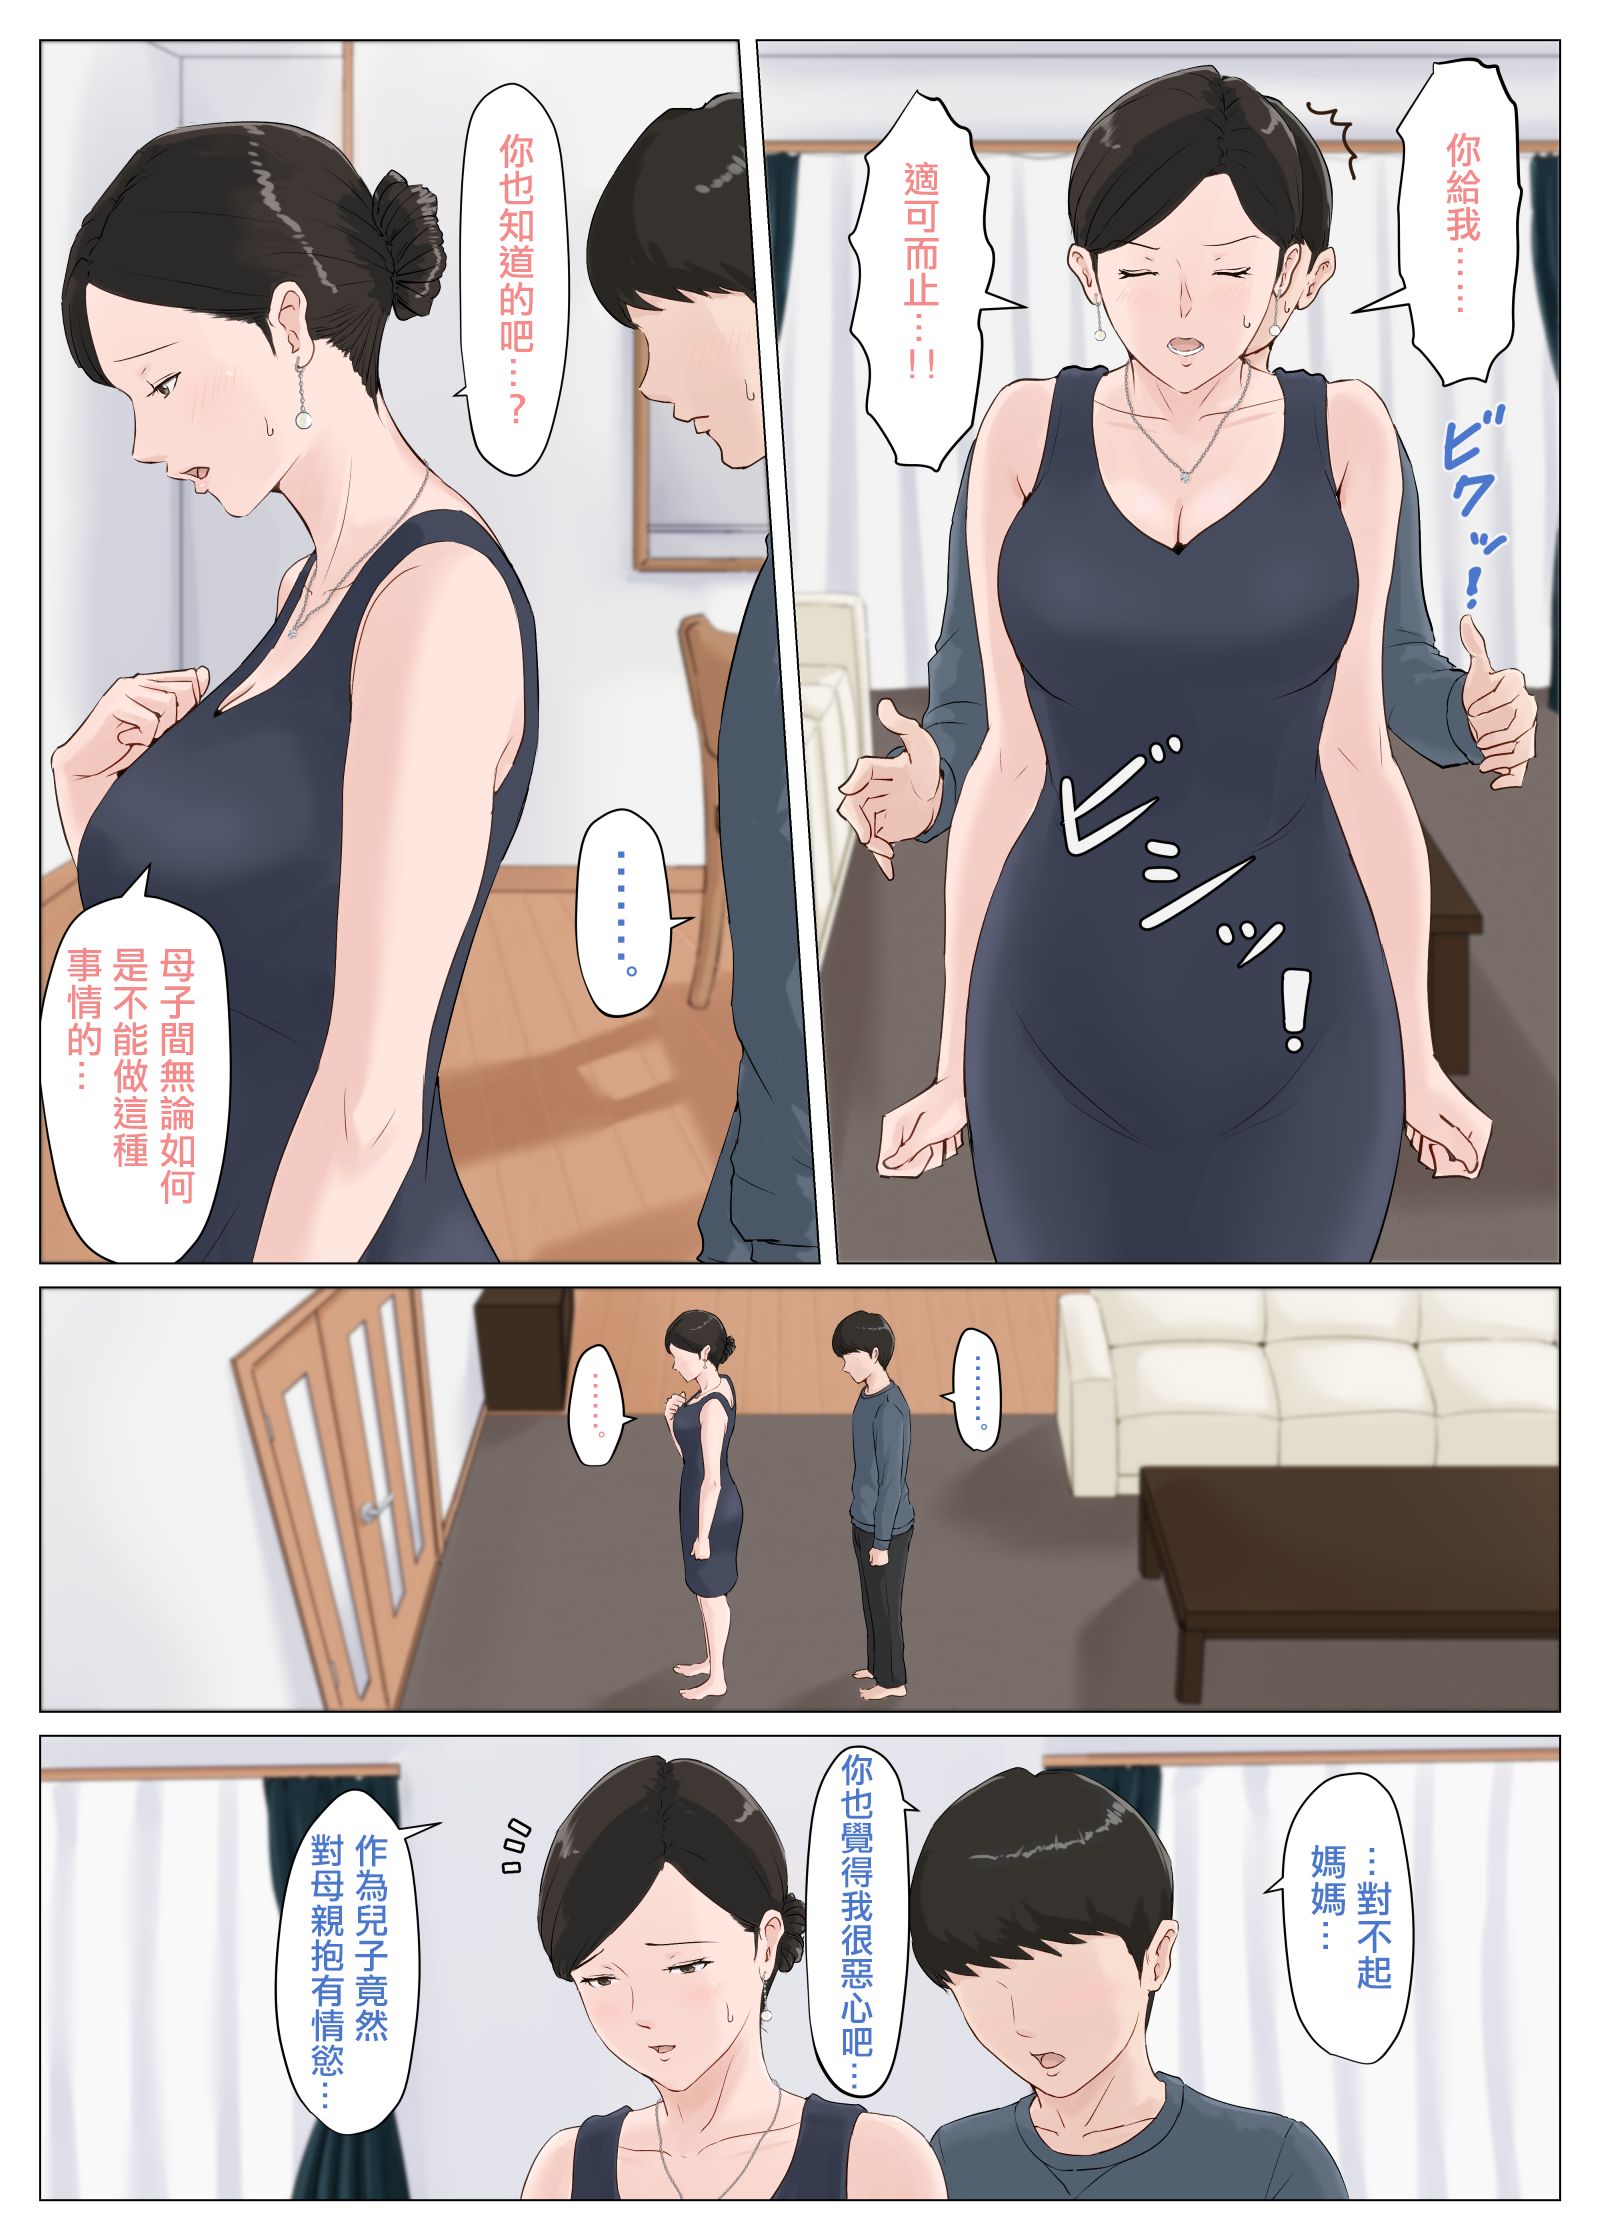 你給我……
適可而止…!!
ビクッ!
ビシッ!
你也知道的吧…?
………。
母子間無論如何
是不能做這種
事情的…
………。
………。
…對不起
媽媽…
你也覺得我很惡心吧…
作為兒子竟然
對母親抱有情慾…